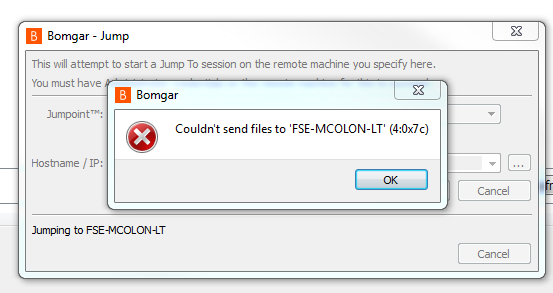 Bomgar - Jump
This will attempt to start a Jump To session on the remote machine you specify here.
You must have
Jumpoint™:
Bomgar
Couldn't send files to 'FSE-MCOLON-LT' (4:0x7c)
OK
Hostname / IP:
...
Cancel
Jumping to FSE-MCOLON-LT
Cancel